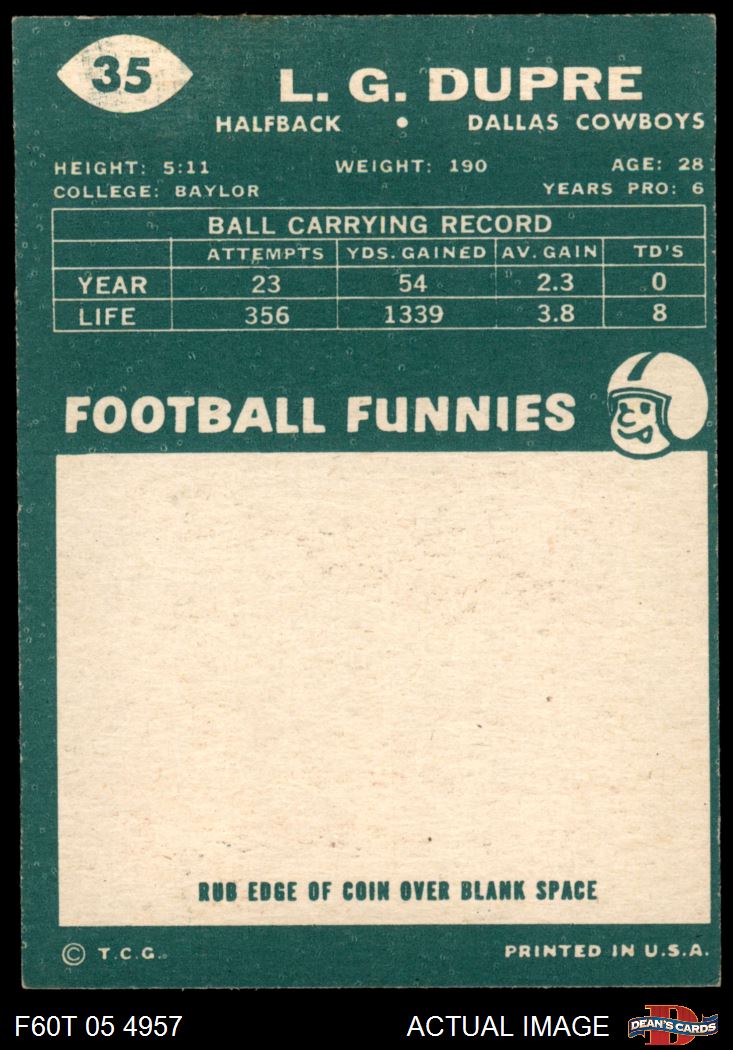 35
L. G. DUPRE
HALFBACK • DALLAS COWBOYS
HEIGHT: 5:11 WEIGHT: 190 AGE: 28
COLLEGE: BAYLOR YEARS PRO: 6
BALL CARRYING RECORD
ATTEMPTS YDS. GAINED AV. GAIN TD'S
YEAR 23 54 2.3 0
LIFE 356 1339 3.8 8
FOOTBALL FUNNIES
RUB EDGE OF COIN OVER BLANK SPACE
© T.C.G. PRINTED IN U.S.A.
F60T 05 4957 ACTUAL IMAGE D DEAN'S CARDS